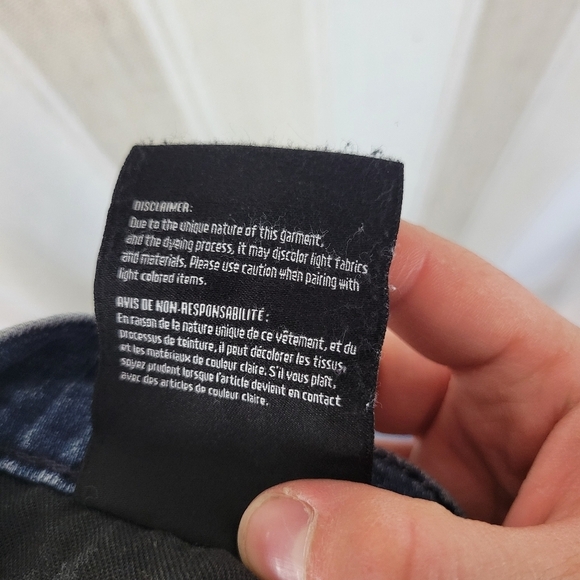 DISCLAIMER:
Due to the unique nature of this garment,
and the dyeing process, it may discolor light fabrics
and materials. Please use caution when pairing with
light colored items.
AVIS DE NON-RESPONSABILITÉ:
En raison de la nature unique de ce vêtement, et du
processus de teinture, il peut décolorer les tissus,
et les matériaux de couleur claire. S'il vous plaît,
soyez prudent lorsque l'article devient en contact
avec des articles de couleur claire.